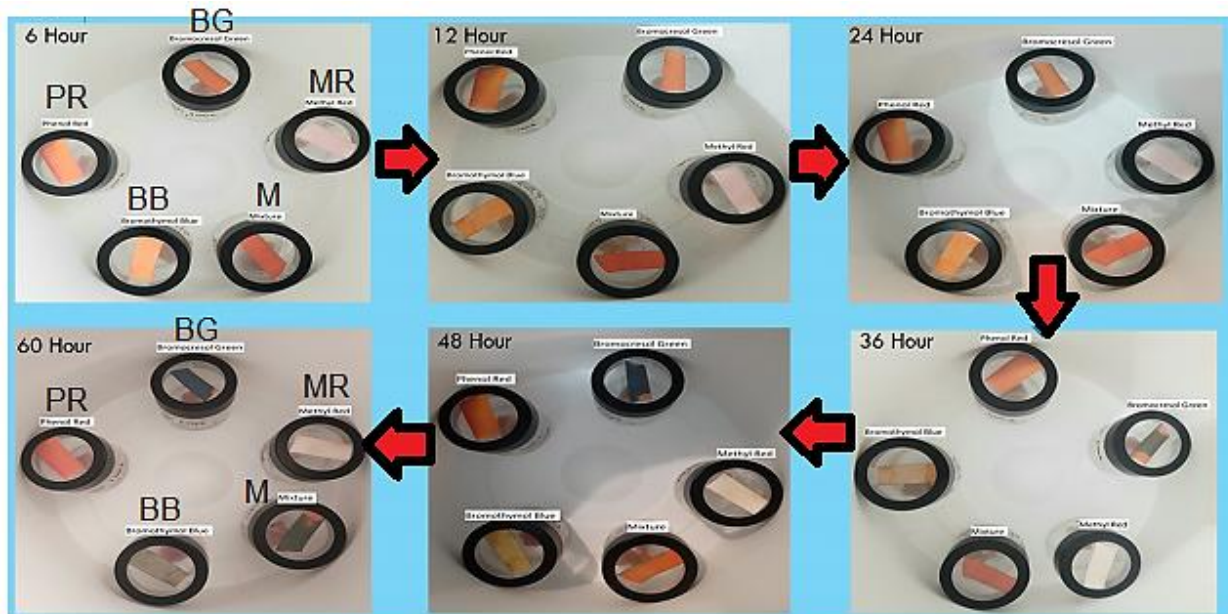 6 Hour
BG
Bromocresol Green
PR
Phenol Red
MR
Methyl Red
BB
Bromothymol Blue
M
Mixture
12 Hour
Phenol Red
Bromocresol Green
Methyl Red
Bromothymol Blue
Mixture
24 Hour
Bromocresol Green
Phenol Red
Methyl Red
Bromothymol Blue
Mixture
60 Hour
BG
Bromocresol Green
PR
Phenol Red
MR
Methyl Red
BB
Bromothymol Blue
M
Mixture
48 Hour
Bromocresol Green
Phenol Red
Methyl Red
Bromothymol Blue
Mixture
36 Hour
Phenol Red
Bromocresol Green
Bromothymol Blue
Mixture
Methyl Red